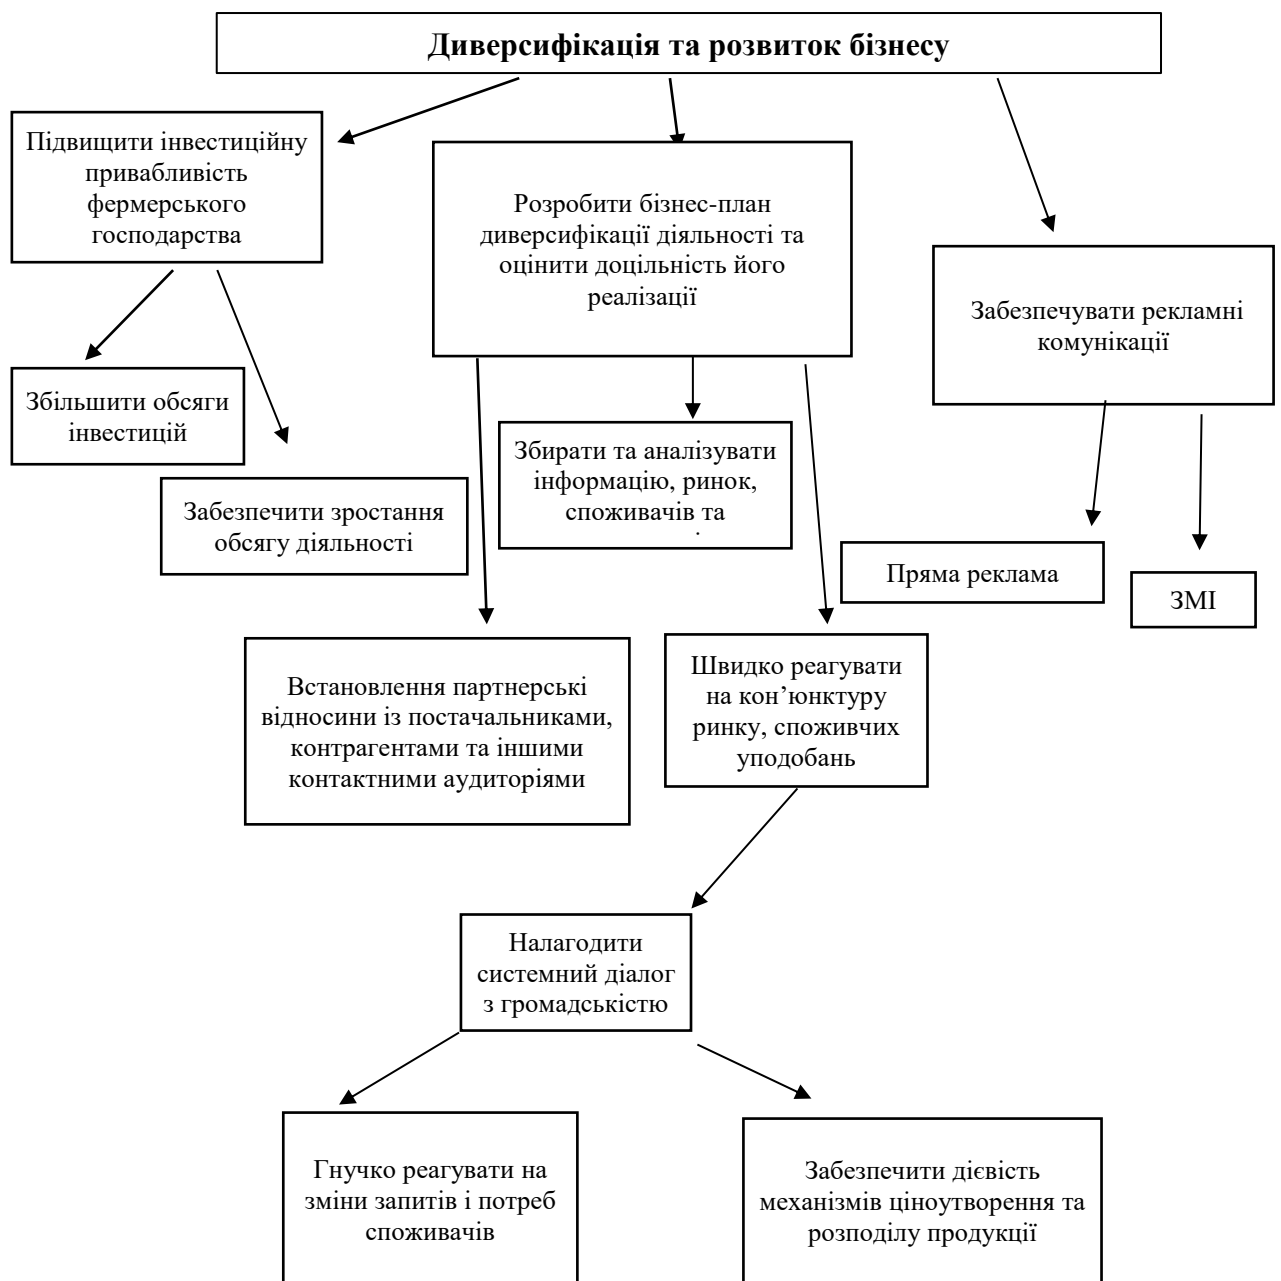 Диверсифікація та розвиток бізнесу
Підвищити інвестиційну
привабливість
фермерського
господарства
Розробити бізнес-план
диверсифікації діяльності та
оцінити доцільність його
реалізації
Забезпечувати рекламні
комунікації
Збільшити обсяги
інвестицій
Збирати та аналізувати
інформацію, ринок,
споживачів та
Забезпечити зростання
обсягу діяльності
Пряма реклама
ЗМІ
Встановлення партнерські
відносини із постачальниками,
контрагентами та іншими
контактними аудиторіями
Швидко реагувати
на кон’юнктуру
ринку, споживчих
уподобань
Налагодити
системний діалог
з громадськістю
Гнучко реагувати на
зміни запитів і потреб
споживачів
Забезпечити дієвість
механізмів ціноутворення та
розподілу продукції